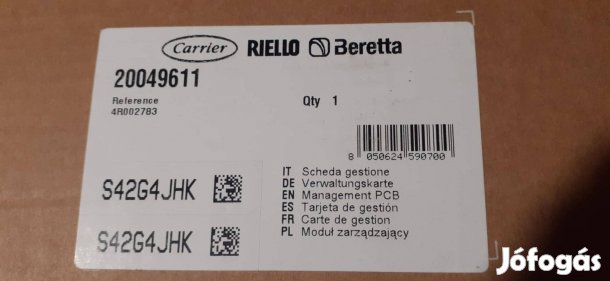 Carrier RIELLO Beretta
20049611
Reference
4R002783
Qty 1
8 050624 590700
S42G4JHK
S42G4JHK
IT Scheda gestione
DE Verwaltungskarte
EN Management PCB
ES Tarjeta de gestión
FR Carte de gestion
PL Moduł zarządzający
Jófogás